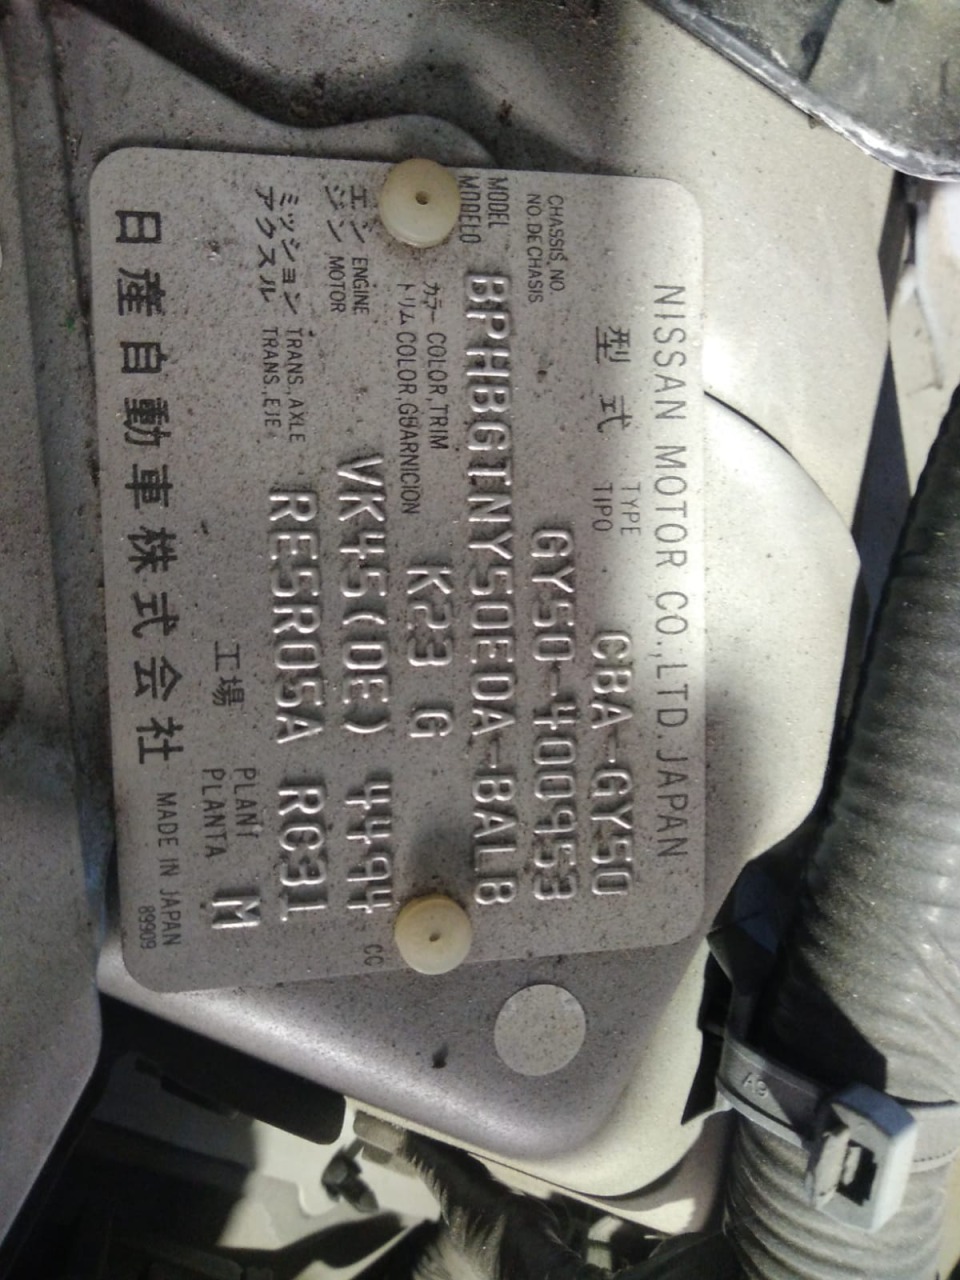 NISSAN MOTOR CO.,LTD. JAPAN
型式 TYPE TIPO CBA-GY50
CHASSIS NO. NO.DE CHASIS GY50-400953
MODEL MODELO BPHBGTNY50EDA-BALB
カラー トリム COLOR,TRIM COLOR,GUARNICION K23 G
エンジン ENGINE MOTOR VK45(DE) 4494 CC
ミッション アクスル TRANS.,AXLE TRANS.,EJE RE5R05A RC31
工場 PLANT PLANTA M
日産自動車株式会社 MADE IN JAPAN 89909
A9